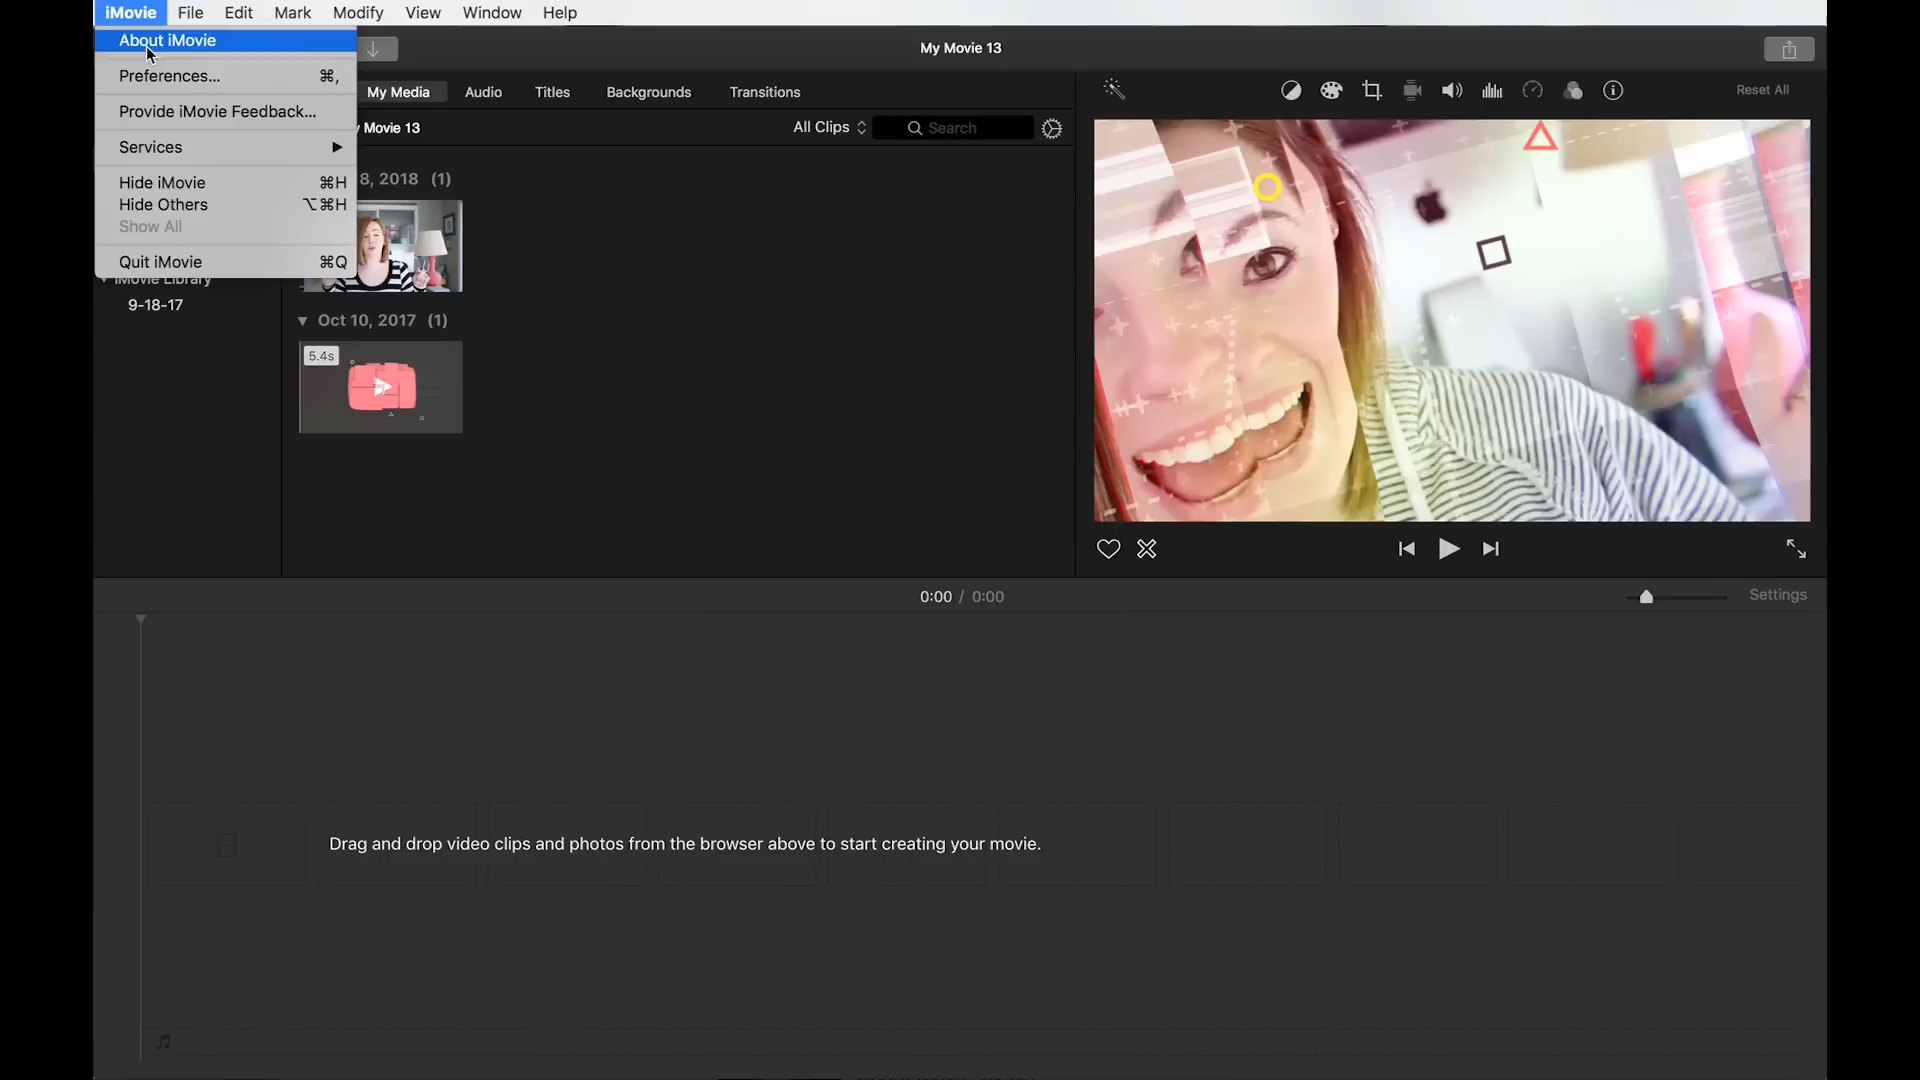 iMovie File Edit Mark Modify View Window Help
About iMovie
Preferences... ⌘,
Provide iMovie Feedback...
Services
Hide iMovie ⌘H
Hide Others ⌥⌘H
Show All
Quit iMovie ⌘Q
My Movie 13
My Media Audio Titles Backgrounds Transitions
Reset All
Movie 13
All Clips
Search
8, 2018 (1)
iMovie Library
9-18-17
Oct 10, 2017 (1)
5.4s
0:00 / 0:00
Settings
Drag and drop video clips and photos from the browser above to start creating your movie.